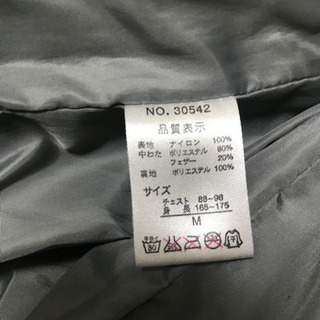 NO. 30542
品質表示
表地 ナイロン 100%
中わた ポリエステル 80%
フェザー 20%
裏地 ポリエステル 100%
サイズ
チェスト 88-96
身長 165-175
M